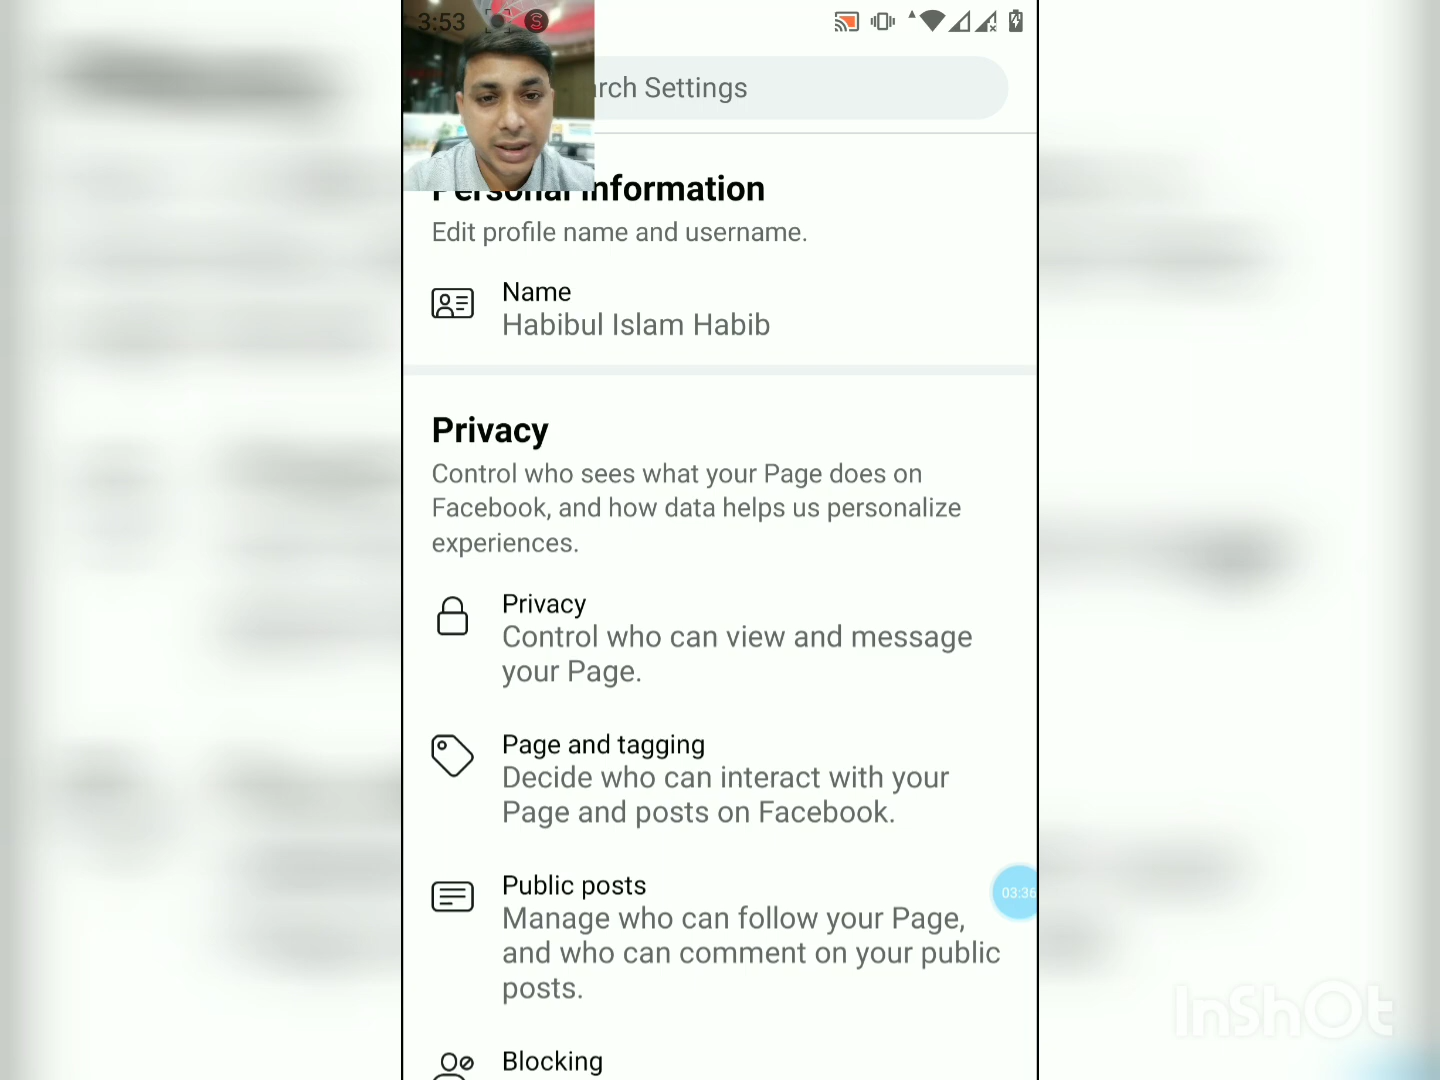 3:53
rch Settings
Personal Information
Edit profile name and username.
Name
Habibul Islam Habib
Privacy
Control who sees what your Page does on
Facebook, and how data helps us personalize
experiences.
Privacy
Control who can view and message
your Page.
Page and tagging
Decide who can interact with your
Page and posts on Facebook.
Public posts
Manage who can follow your Page,
and who can comment on your public
posts.
03:36
Blocking
InShOt